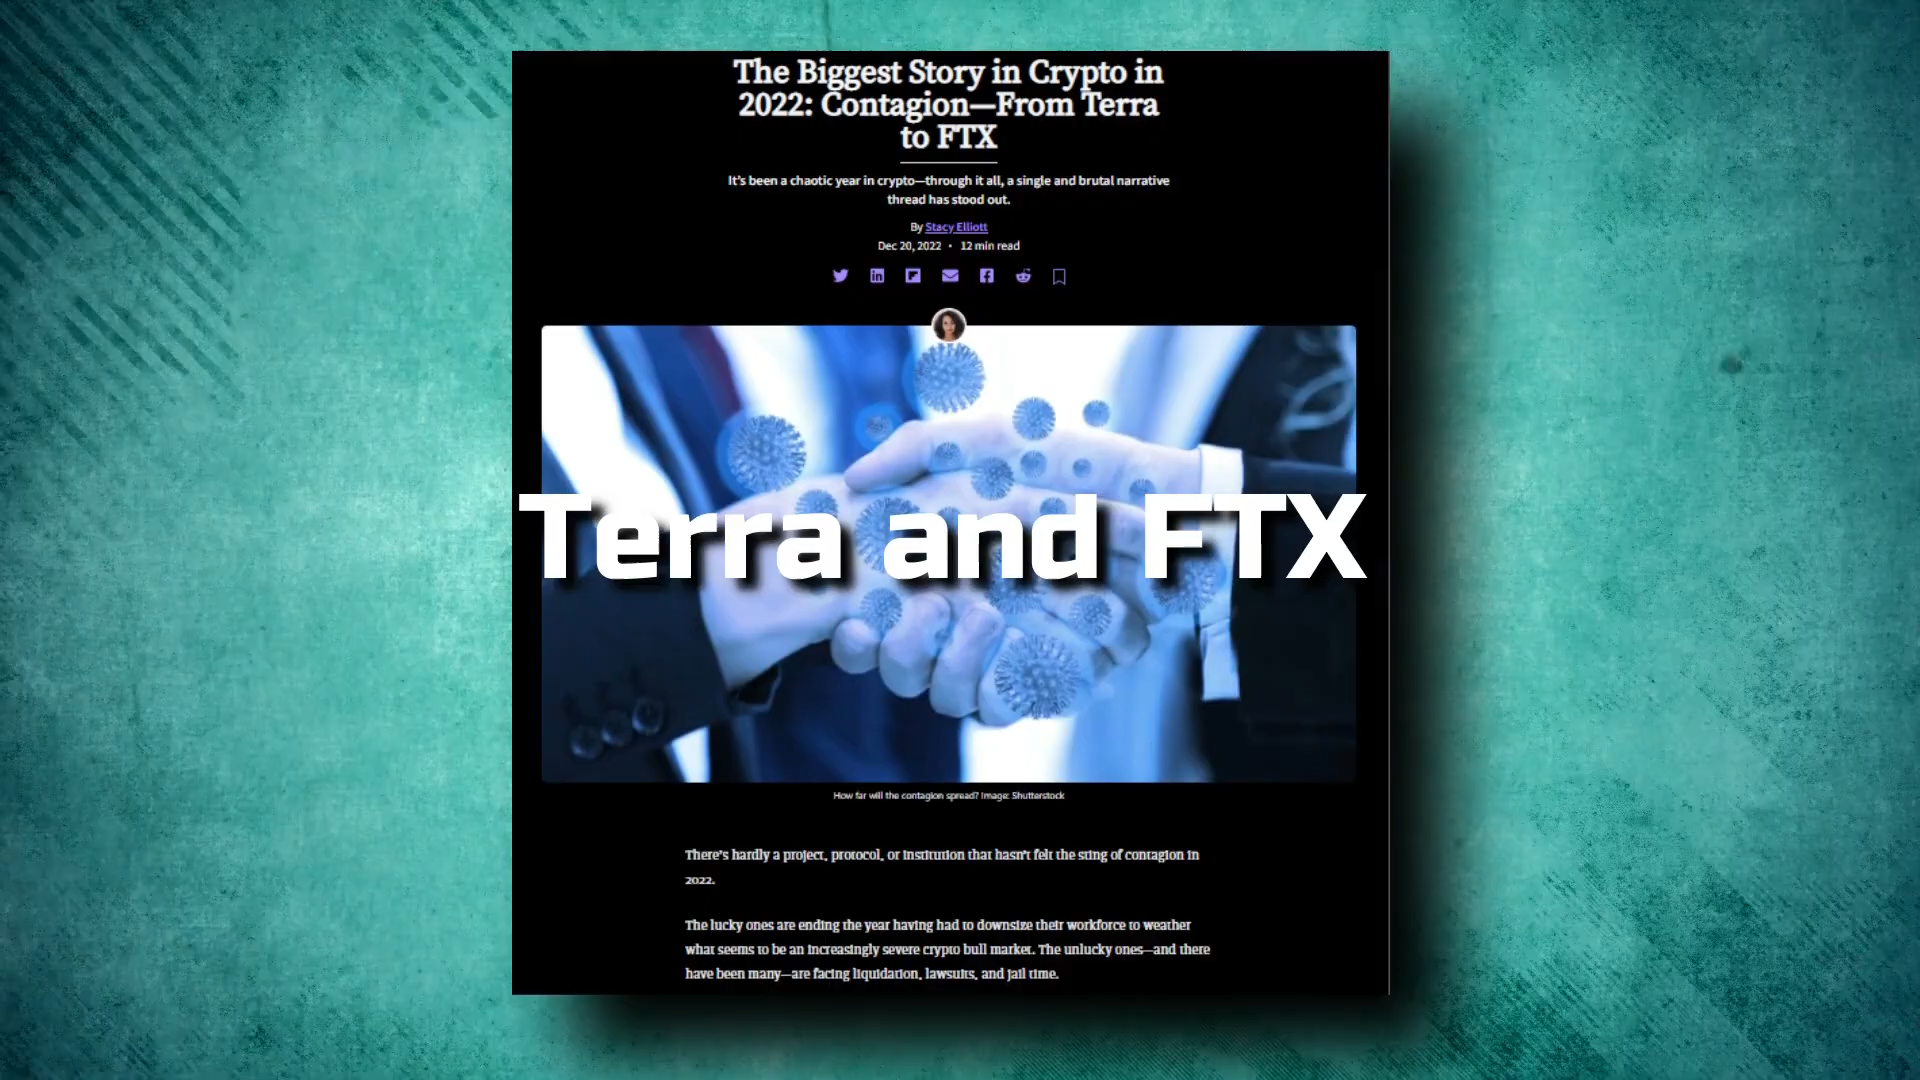 The Biggest Story in Crypto in
2022: Contagion—From Terra
to FTX
It's been a chaotic year in crypto—through it all, a single and brutal narrative
thread has stood out.
By Stacy Elliott
Dec 20, 2022 • 12 min read
Terra and FTX
How far will the contagion spread? Image: Shutterstock
There's hardly a project, protocol, or institution that hasn't felt the sting of contagion in
2022.
The lucky ones are ending the year having had to downsize their workforce to weather
what seems to be an increasingly severe crypto bull market. The unlucky ones—and there
have been many—are facing liquidation, lawsuits, and jail time.